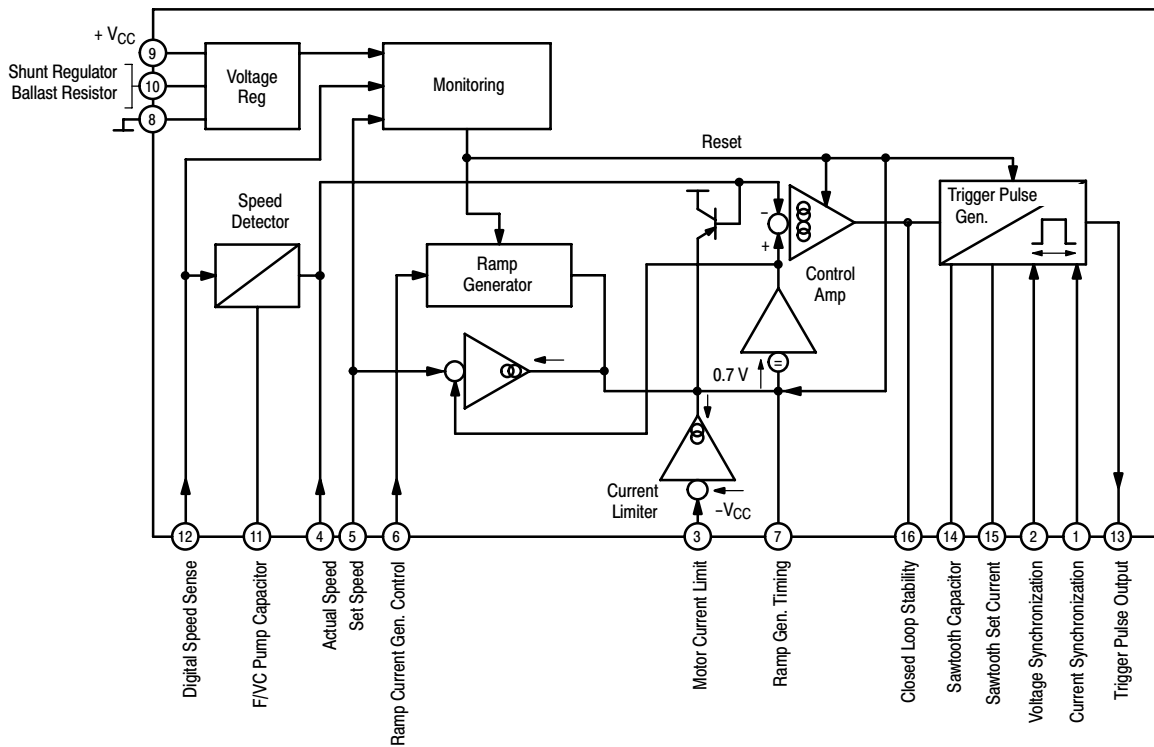 + VCC
9
Shunt Regulator
Ballast Resistor
10
8
Voltage
Reg
Monitoring
Reset
Speed
Detector
Ramp
Generator
–
+
Control
Amp
Trigger Pulse
Gen.
=
0.7 V
Current
Limiter
–VCC
12
11
4
5
6
3
7
16
14
15
2
1
13
Digital Speed Sense
F/VC Pump Capacitor
Actual Speed
Set Speed
Ramp Current Gen. Control
Motor Current Limit
Ramp Gen. Timing
Closed Loop Stability
Sawtooth Capacitor
Sawtooth Set Current
Voltage Synchronization
Current Synchronization
Trigger Pulse Output